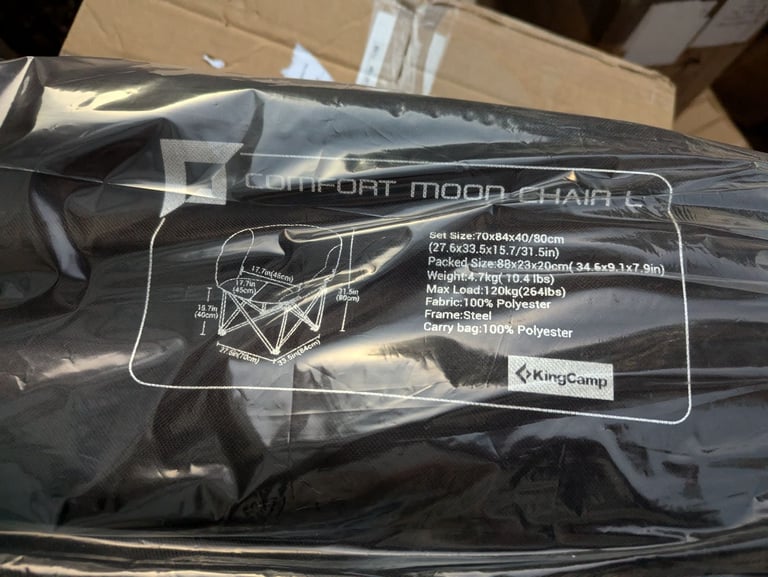 COMFORT MOON CHAIR L
Set Size:70x84x40/80cm
(27.6x33.5x15.7/31.5in)
Packed Size:88x23x20cm( 34.6x9.1x7.9in)
Weight:4.7kg( 10.4 lbs)
Max Load:120kg(264lbs)
Fabric:100% Polyester
Frame:Steel
Carry bag:100% Polyester
17.7in(45cm)
17.7in
(45cm)
31.5in
(80cm)
15.7in
(40cm)
27.6in(70cm)
33.5in(84cm)
KingCamp